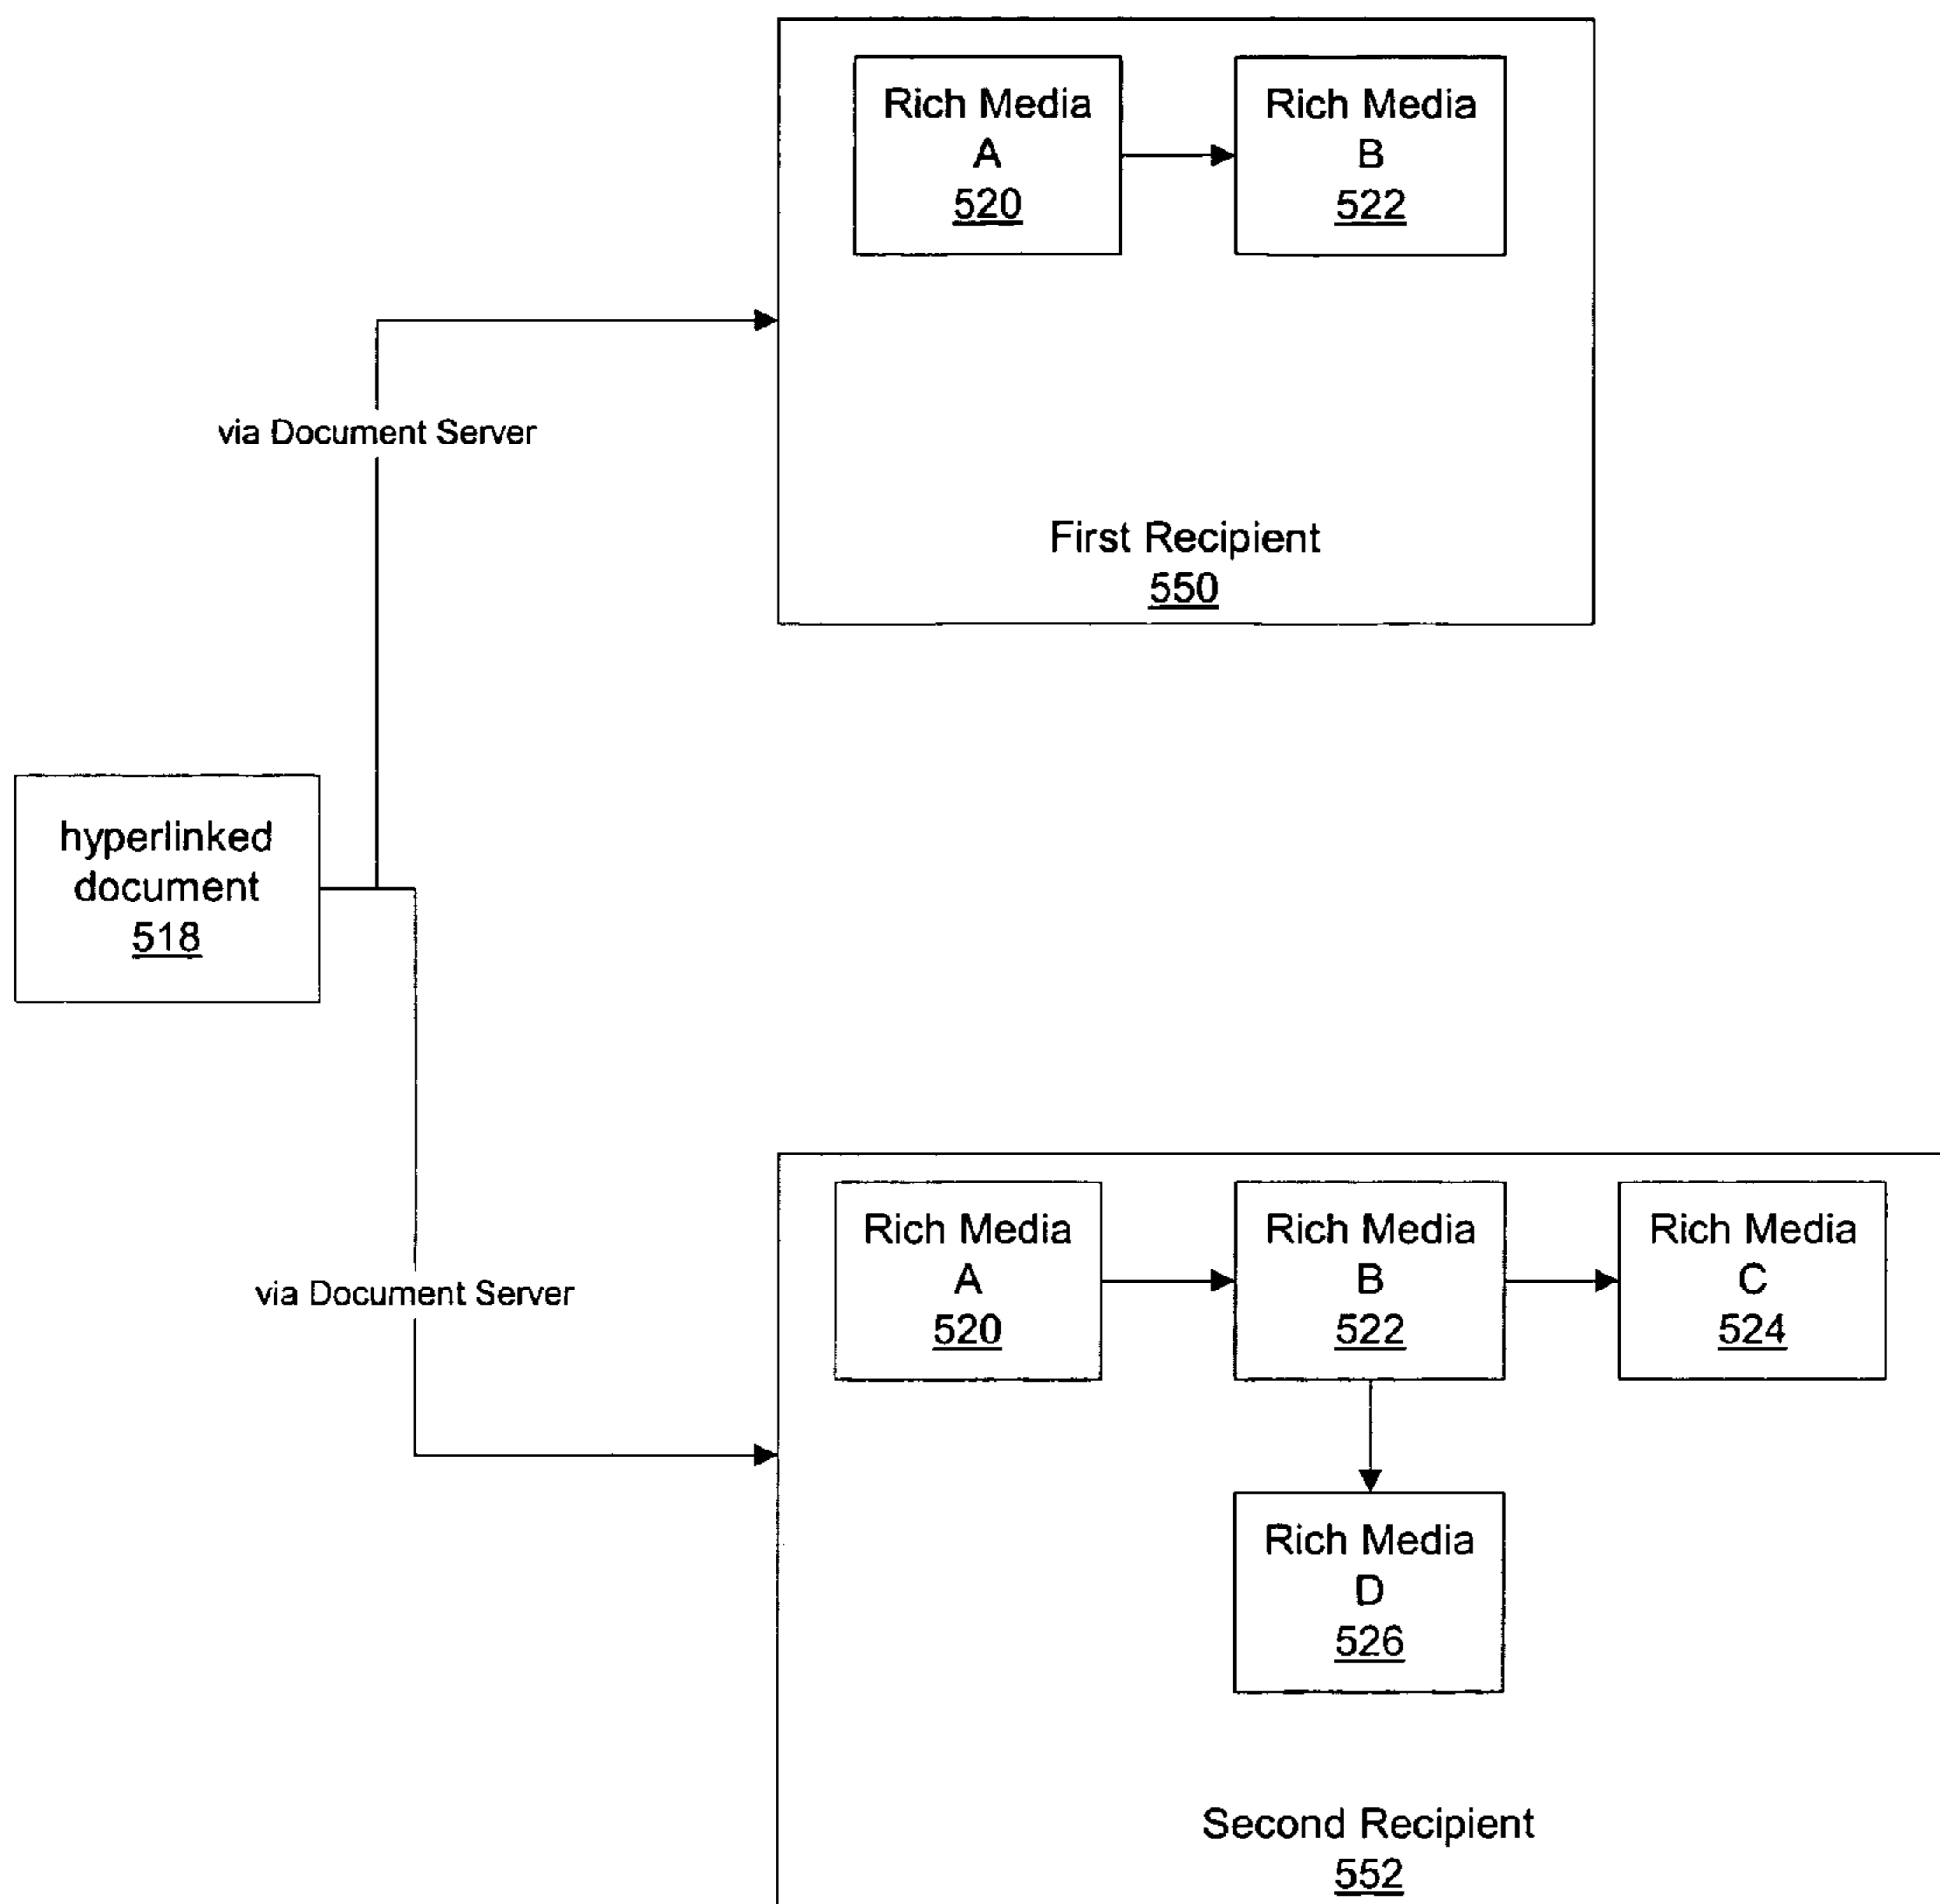 Rich Media
A
520
Rich Media
B
522
via Document Server
First Recipient
550
hyperlinked
document
518
Rich Media
A
520
Rich Media
B
522
Rich Media
C
524
via Document Server
Rich Media
D
526
Second Recipient
552